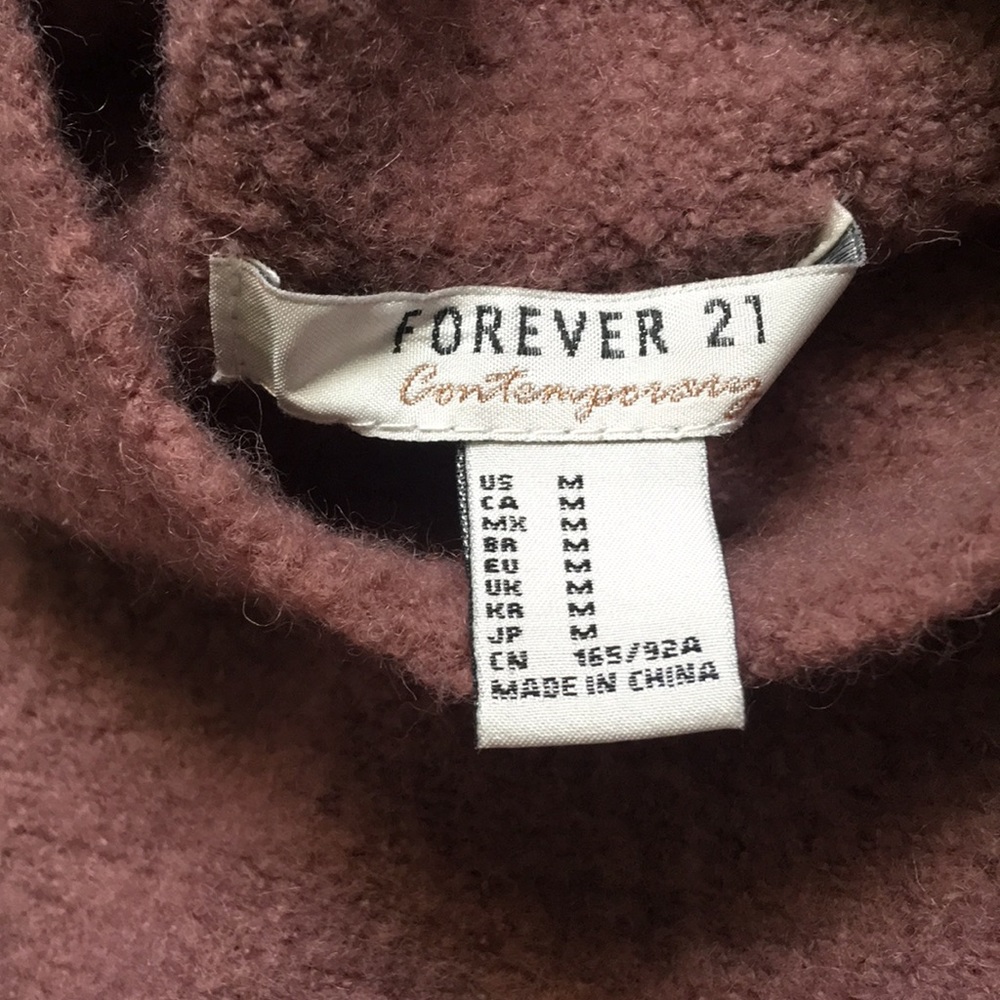 FOREVER 21
Contemporary
US M
CA M
MX M
BR M
EU M
UK M
KR M
JP M
CN 165/92A
MADE IN CHINA